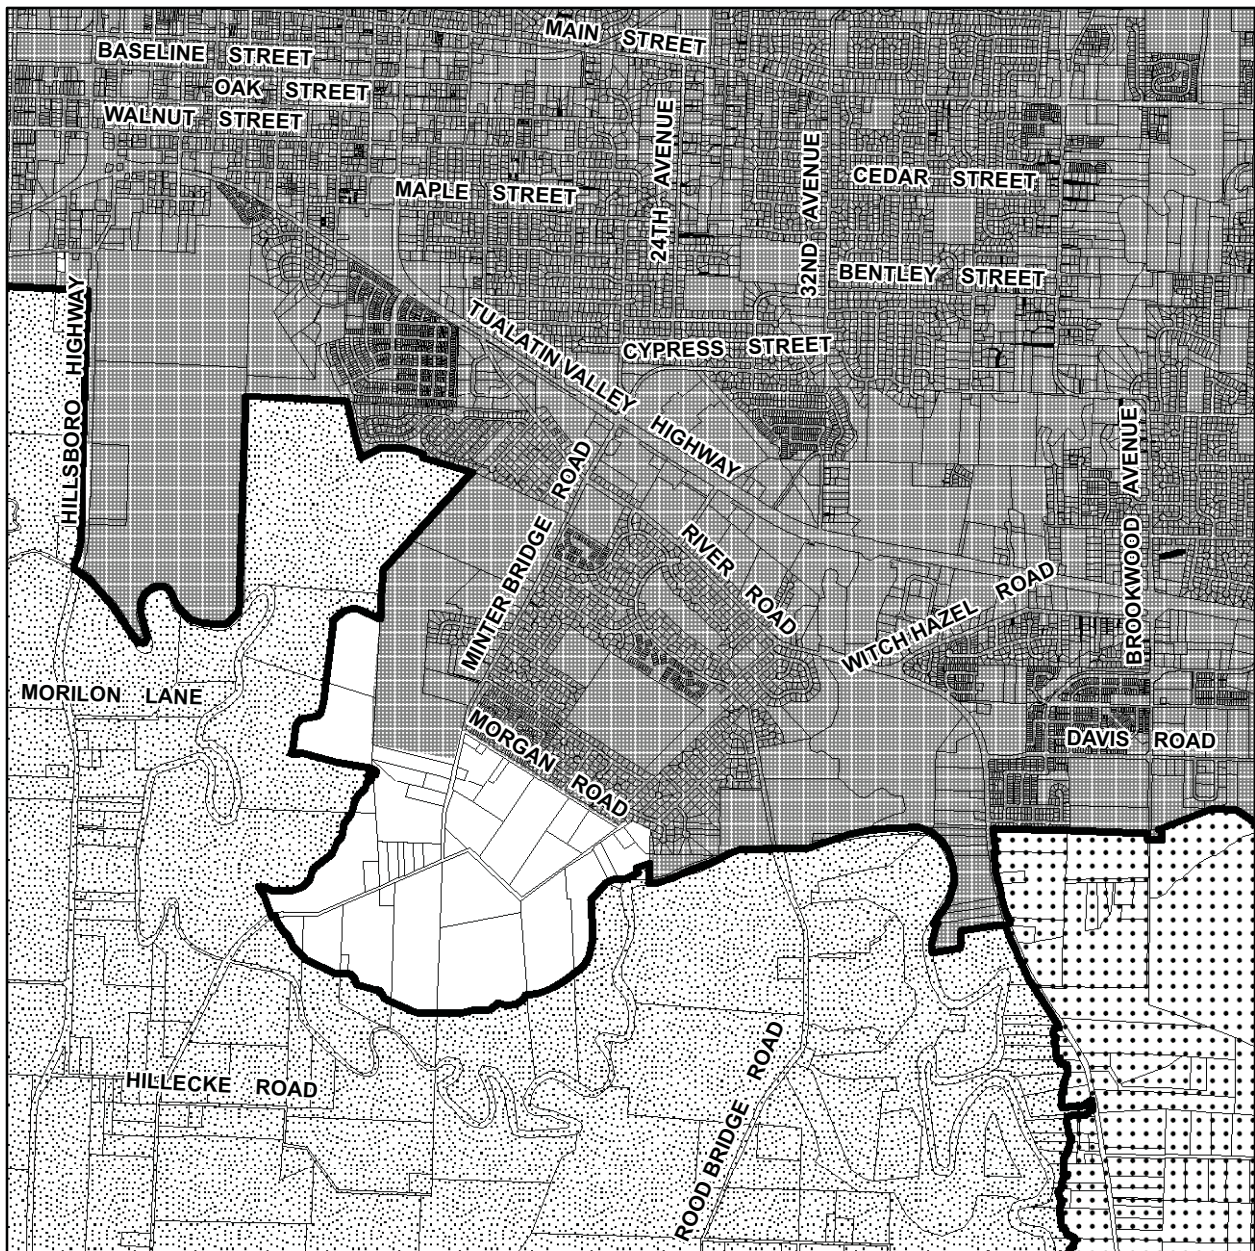 MAIN STREET
BASELINE STREET
OAK STREET
WALNUT STREET
24TH AVENUE
32ND AVENUE
CEDAR STREET
MAPLE STREET
BENTLEY STREET
HILLSBORO HIGHWAY
TUALATIN VALLEY HIGHWAY
CYPRESS STREET
BROOKWOOD AVENUE
MINTER BRIDGE ROAD
RIVER ROAD
WITCH HAZEL ROAD
MORILON LANE
MORGAN ROAD
DAVIS ROAD
HILLECKE ROAD
ROOD BRIDGE ROAD